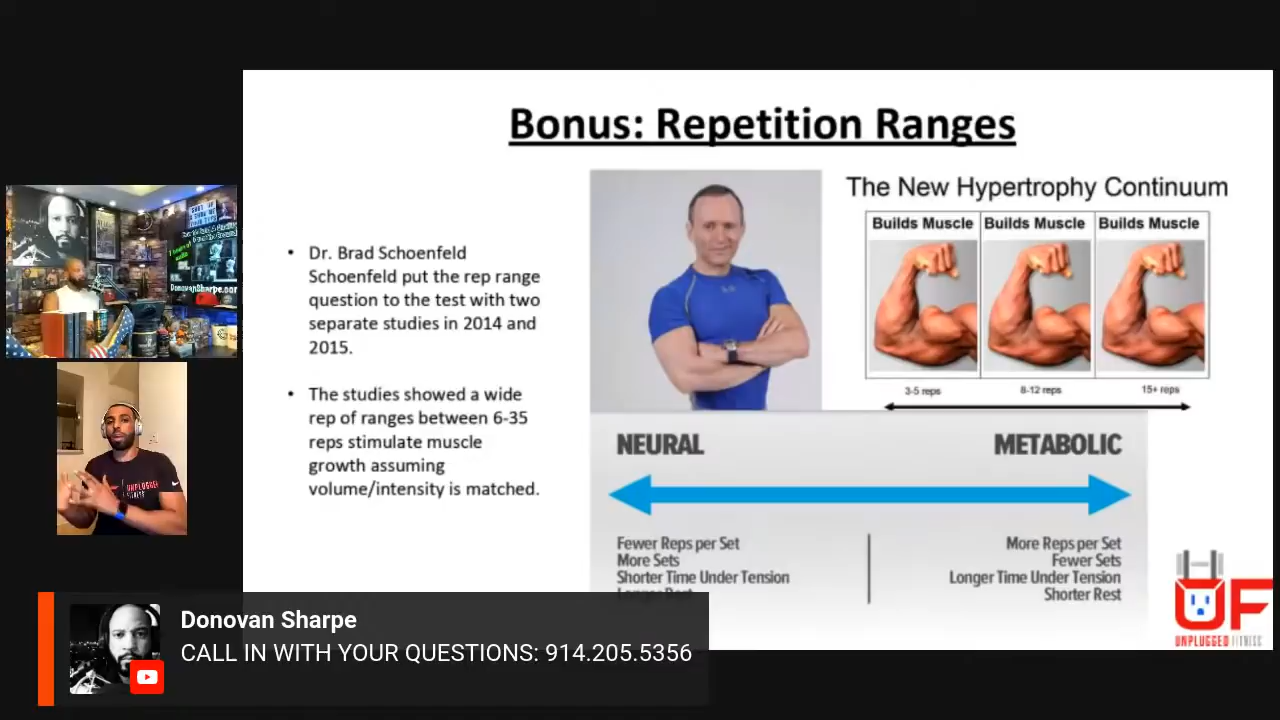 Bonus: Repetition Ranges
• Dr. Brad Schoenfeld
Schoenfeld put the rep range
question to the test with two
separate studies in 2014 and
2015.
• The studies showed a wide
rep of ranges between 6-35
reps stimulate muscle
growth assuming
volume/intensity is matched.
The New Hypertrophy Continuum
Builds Muscle Builds Muscle Builds Muscle
3-5 reps 8-12 reps 15+ reps
NEURAL METABOLIC
Fewer Reps per Set
More Sets
Shorter Time Under Tension
More Reps per Set
Fewer Sets
Longer Time Under Tension
Shorter Rest
UF
UNPLUGGED FITNESS
DonovanSharpe.com
UNPLUGGED
Donovan Sharpe
CALL IN WITH YOUR QUESTIONS: 914.205.5356